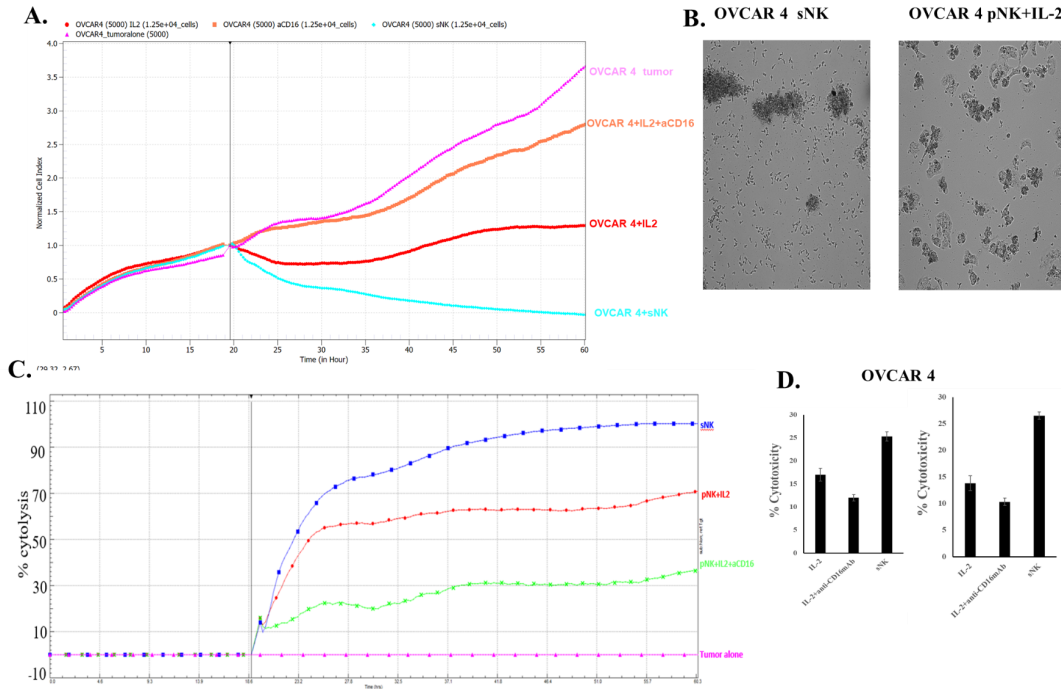 A.
OVCAR4 (5000) IL2 (1.25e+04_cells) OVCAR4 (5000) aCD16 (1.25e+04_cells) OVCAR4 (5000) sNK (1.25e+04_cells)
OVCAR4_tumoralone (5000)
4.0
3.5
3.0
2.5
2.0
1.5
1.0
0.5
0
Normalized Cell Index
OVCAR 4 tumor
OVCAR 4+IL2+aCD16
OVCAR 4+IL2
OVCAR 4+sNK
5 10 15 20 25 30 35 40 45 50 55 60
Time (in Hour)
B. OVCAR 4 sNK OVCAR 4 pNK+IL-2
C.
110
90
70
50
30
10
-10
% cytolysis
sNK
pNK+IL2
pNK+IL2+aCD16
Tumor alone
Time (hrs)
D. OVCAR 4
30
25
20
15
10
5
0
% Cytotoxicity
IL-2
IL-2+anti-CD16mAb
sNK
30
25
20
15
10
5
0
% Cytotoxicity
IL-2
IL-2+anti-CD16mAb
sNK